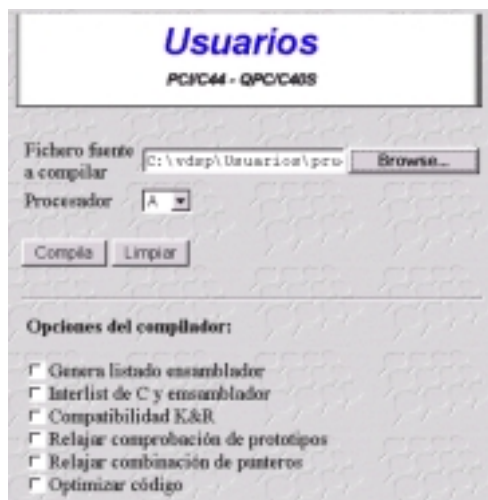 Usuarios
PCI/C44 - QPC/C40S
Fichero fuente
a compilar
C:\vdsp\Usuarios\pru
Browse...
Procesador
A
Compila
Limpiar
Opciones del compilador:
Genera listado ensamblador
Interlist de C y emsamblador
Compatibilidad K&R
Relajar comprobación de prototipos
Relajar combinación de punteros
Optimizar código